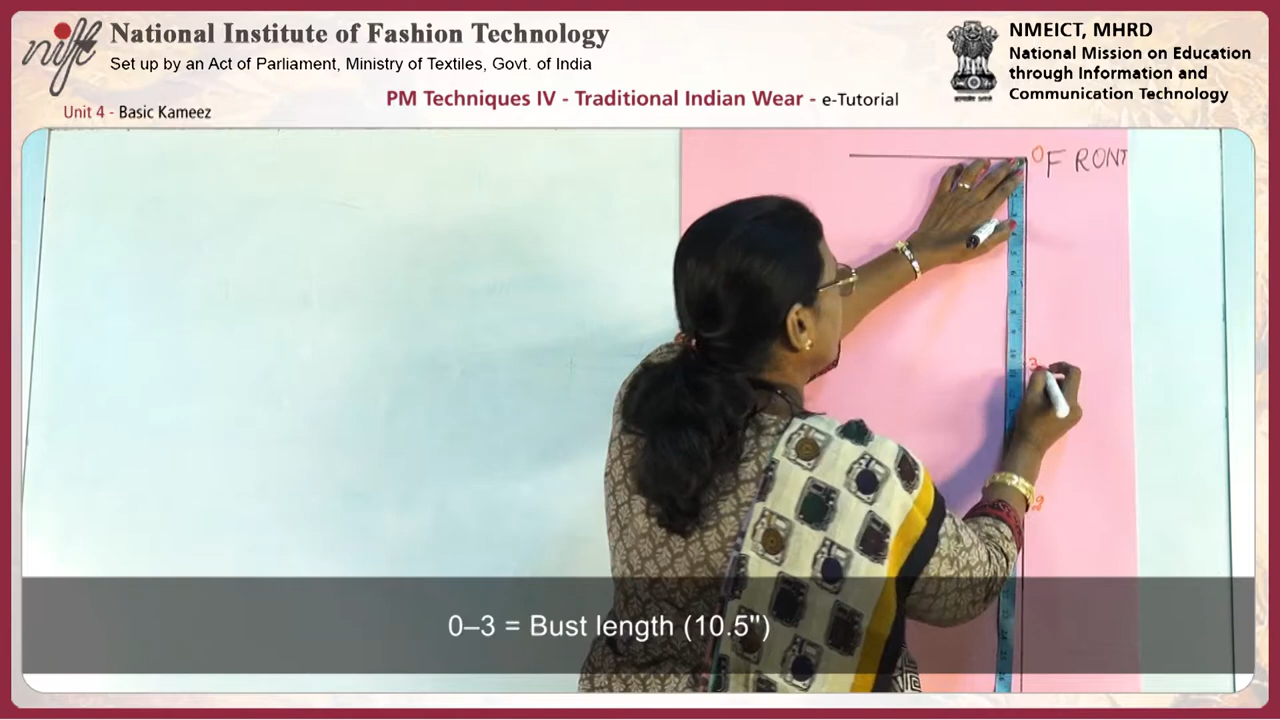 nift
National Institute of Fashion Technology
Set up by an Act of Parliament, Ministry of Textiles, Govt. of India
Unit 4 - Basic Kameez
PM Techniques IV - Traditional Indian Wear - e-Tutorial
NMEICT, MHRD
National Mission on Education
through Information and
Communication Technology
0 FRONT
3
2
0–3 = Bust length (10.5")